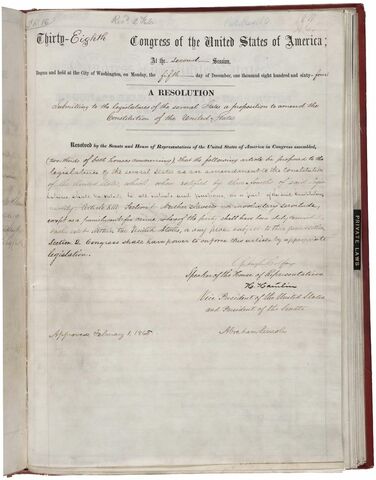 Thirty-Eighth Congress of the United States of America;
At the second Session,
Begun and held at the City of Washington, on Monday, the fifth day of December, one thousand eight hundred and sixty-four
A RESOLUTION
Submitting to the legislatures of the several States a proposition to amend the
Constitution of the United States
Resolved by the Senate and House of Representatives of the United States of America in Congress assembled,
(two-thirds of both houses concurring) That the following article be proposed to the
legislatures of the several States as an amendment to the Constitution
of the United States, which, when ratified by three-fourths of said legis-
latures shall be valid, to all intents and purposes, as a part of the said Constitution
namely: Article XIII. Section 1. Neither slavery nor involuntary servitude,
except as a punishment for crime whereof the party shall have been duly convicted
shall exist within the United States, or any place subject to their jurisdiction
Section 2. Congress shall have power to enforce this article by appropriate
legislation.
Schuyler Colfax
Speaker of the House of Representatives
H. Hamlin
Vice President of the United States
and President of the Senate
Approved, February 1, 1865.
Abraham Lincoln
PRIVATE LAWS